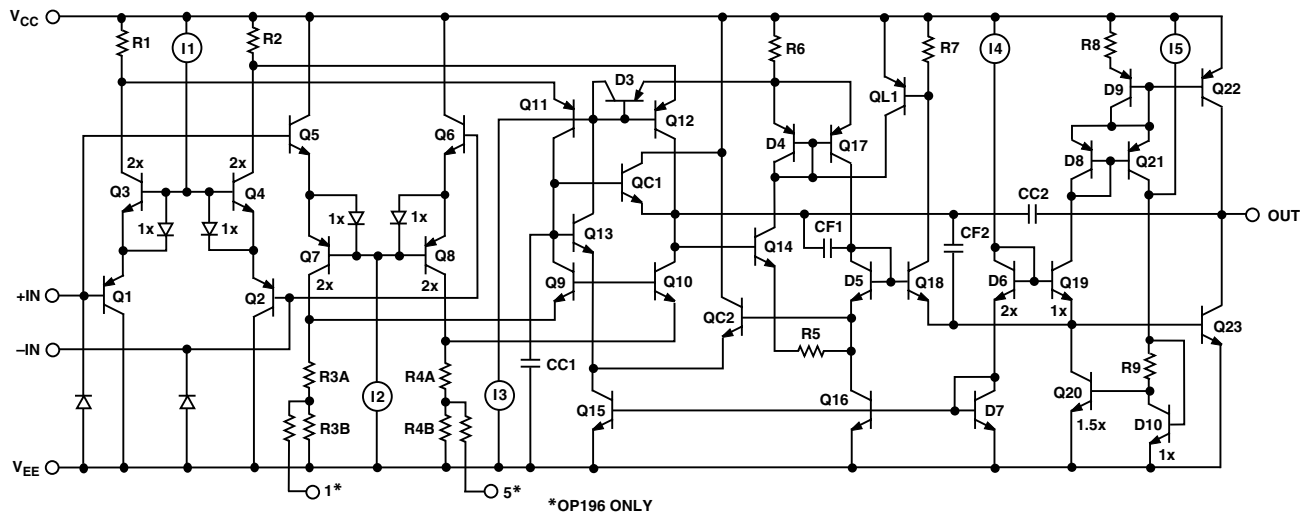 VCC
R1
I1
R2
R6
R7
I4
R8
I5
D3
Q11
Q12
QL1
D9
Q22
Q5
Q6
D4
Q17
D8
Q21
2x
2x
Q3
Q4
1x
1x
1x
1x
QC1
CC2
OUT
Q7
Q8
2x
2x
Q13
Q14
CF1
CF2
+IN
Q1
Q2
Q9
Q10
D5
Q18
D6
Q19
2x
1x
–IN
QC2
Q23
R5
CC1
R3A
R4A
I2
I3
R9
R3B
R4B
Q15
Q16
D7
Q20
1.5x
D10
1x
VEE
1*
5*
*OP196 ONLY